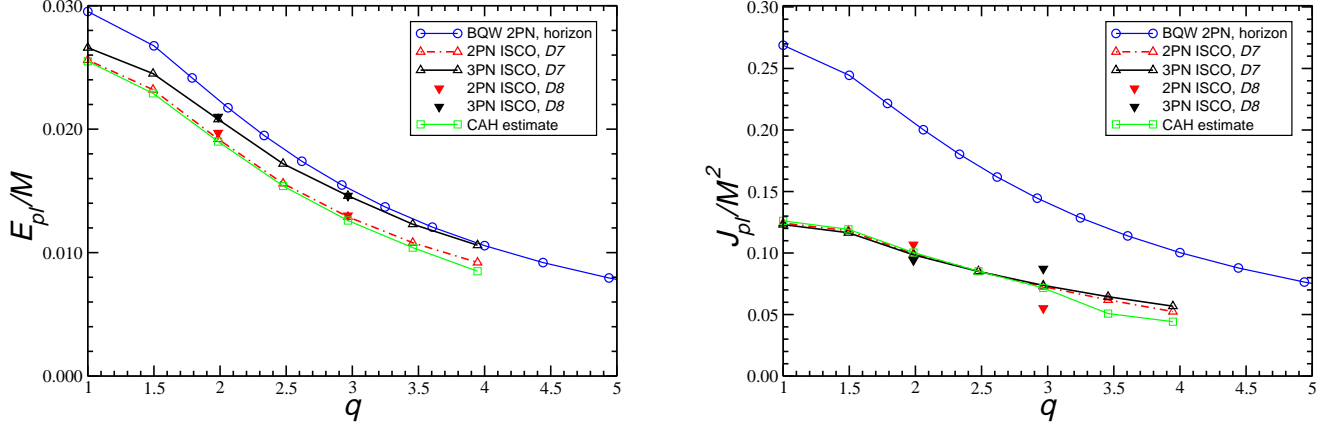 E_pl/M
0.030
0.020
0.010
0.000
BQW 2PN, horizon
2PN ISCO, D7
3PN ISCO, D7
2PN ISCO, D8
3PN ISCO, D8
CAH estimate
1 1.5 2 2.5 3 3.5 4 4.5 5
q
J_pl/M²
0.30
0.25
0.20
0.15
0.10
0.05
0.00
BQW 2PN, horizon
2PN ISCO, D7
3PN ISCO, D7
2PN ISCO, D8
3PN ISCO, D8
CAH estimate
1 1.5 2 2.5 3 3.5 4 4.5 5
q